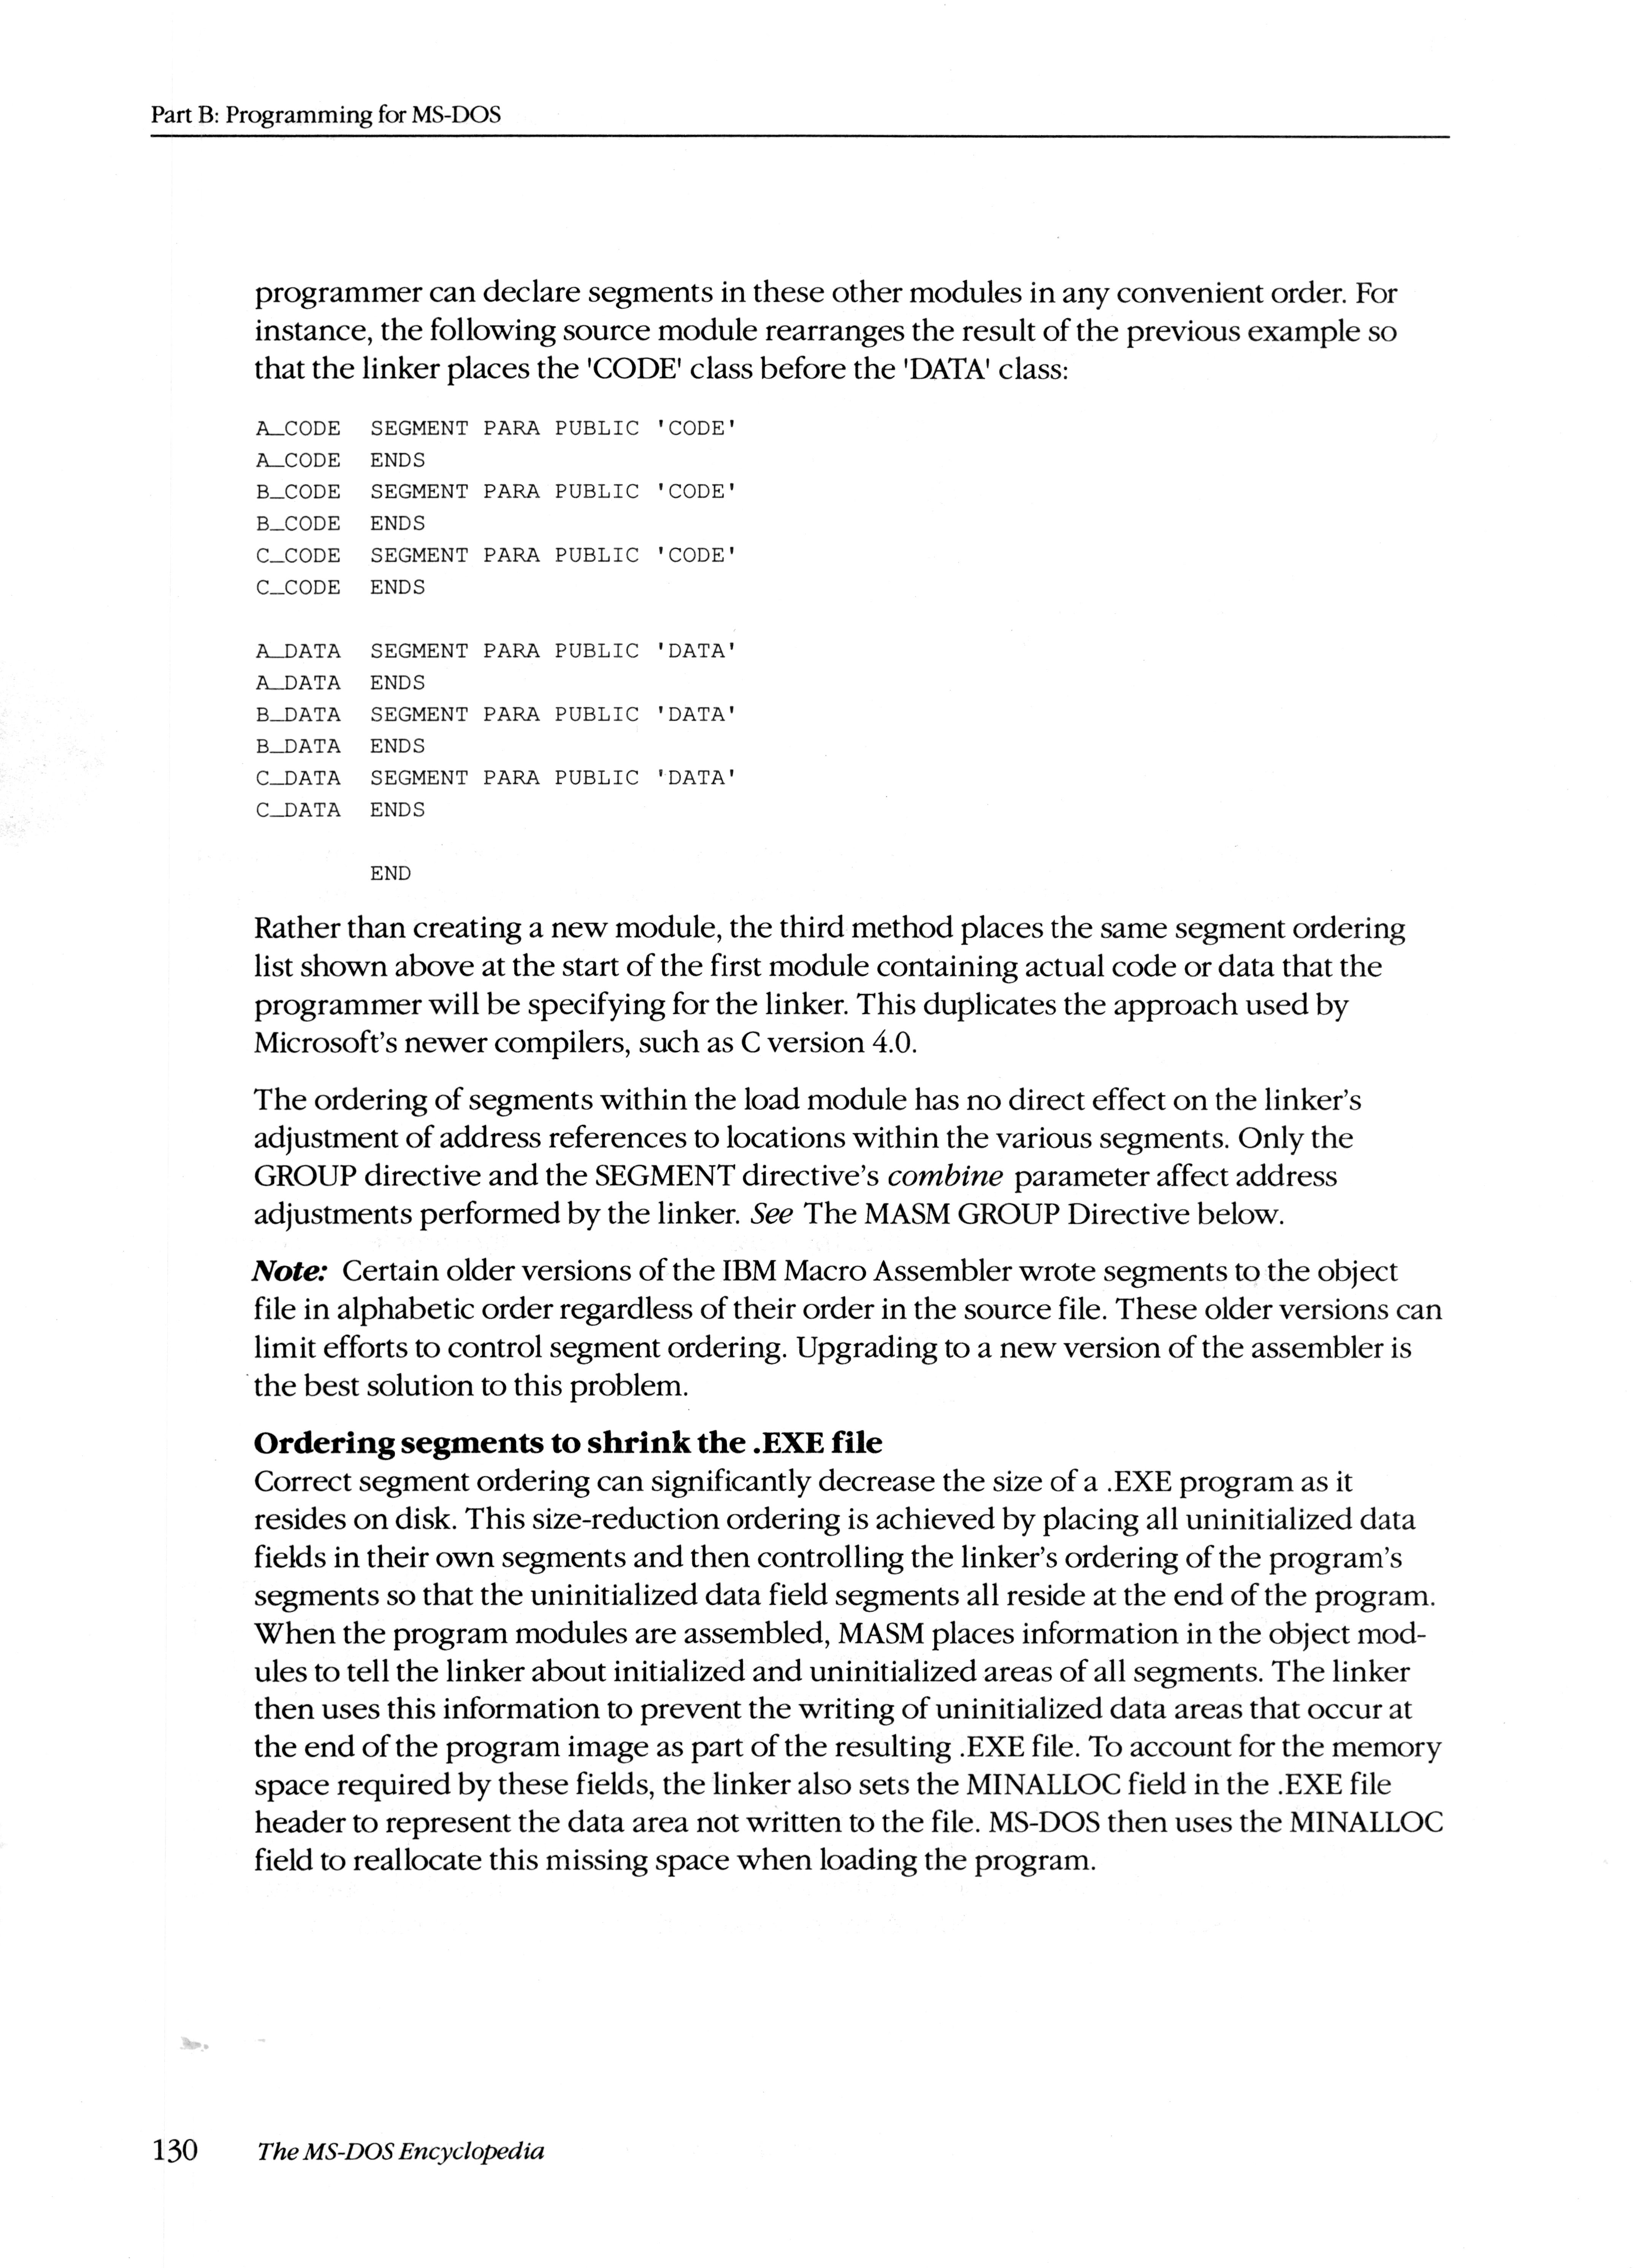 Part B: Programming for MS-DOS
programmer can declare segments in these other modules in any convenient order. For
instance, the following source module rearranges the result of the previous example so
that the linker places the 'CODE' class before the 'DATA' class:
A_CODE SEGMENT PARA PUBLIC 'CODE'
A_CODE ENDS
B_CODE SEGMENT PARA PUBLIC 'CODE'
B_CODE ENDS
C_CODE SEGMENT PARA PUBLIC 'CODE'
C_CODE ENDS
A_DATA SEGMENT PARA PUBLIC 'DATA'
A_DATA ENDS
B_DATA SEGMENT PARA PUBLIC 'DATA'
B_DATA ENDS
C_DATA SEGMENT PARA PUBLIC 'DATA'
C_DATA ENDS
END
Rather than creating a new module, the third method places the same segment ordering
list shown above at the start of the first module containing actual code or data that the
programmer will be specifying for the linker. This duplicates the approach used by
Microsoft's newer compilers, such as C version 4.0.
The ordering of segments within the load module has no direct effect on the linker's
adjustment of address references to locations within the various segments. Only the
GROUP directive and the SEGMENT directive's combine parameter affect address
adjustments performed by the linker. See The MASM GROUP Directive below.
Note: Certain older versions of the IBM Macro Assembler wrote segments to the object
file in alphabetic order regardless of their order in the source file. These older versions can
limit efforts to control segment ordering. Upgrading to a new version of the assembler is
the best solution to this problem.
Ordering segments to shrink the .EXE file
Correct segment ordering can significantly decrease the size of a .EXE program as it
resides on disk. This size-reduction ordering is achieved by placing all uninitialized data
fields in their own segments and then controlling the linker's ordering of the program's
segments so that the uninitialized data field segments all reside at the end of the program.
When the program modules are assembled, MASM places information in the object mod-
ules to tell the linker about initialized and uninitialized areas of all segments. The linker
then uses this information to prevent the writing of uninitialized data areas that occur at
the end of the program image as part of the resulting .EXE file. To account for the memory
space required by these fields, the linker also sets the MINALLOC field in the .EXE file
header to represent the data area not written to the file. MS-DOS then uses the MINALLOC
field to reallocate this missing space when loading the program.
130 The MS-DOS Encyclopedia